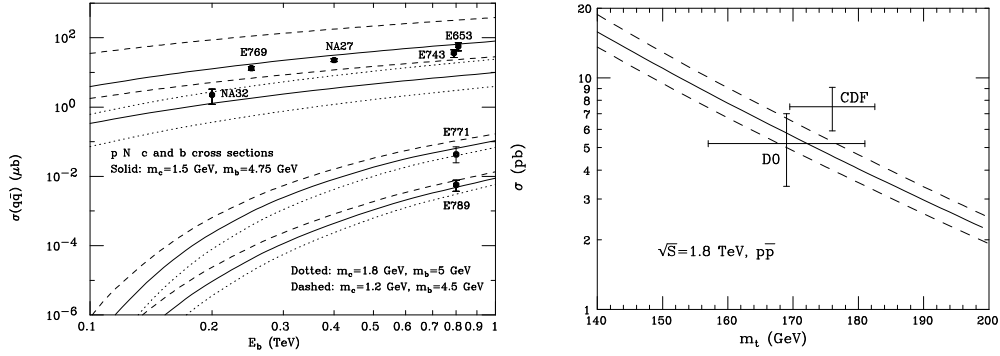 10²
10⁰
10⁻²
10⁻⁴
10⁻⁶
σ(qq̄) (μb)
E653
NA27
E743
E769
NA32
E771
p N c and b cross sections
Solid: m_c=1.5 GeV, m_b=4.75 GeV
E789
Dotted: m_c=1.8 GeV, m_b=5 GeV
Dashed: m_c=1.2 GeV, m_b=4.5 GeV
0.1 0.2 0.3 0.4 0.5 0.6 0.7 0.8 0.9 1
E_b (TeV)
20
10
9
8
7
6
5
4
3
2
1
σ (pb)
CDF
D0
√S=1.8 TeV, pp̄
140 150 160 170 180 190 200
m_t (GeV)